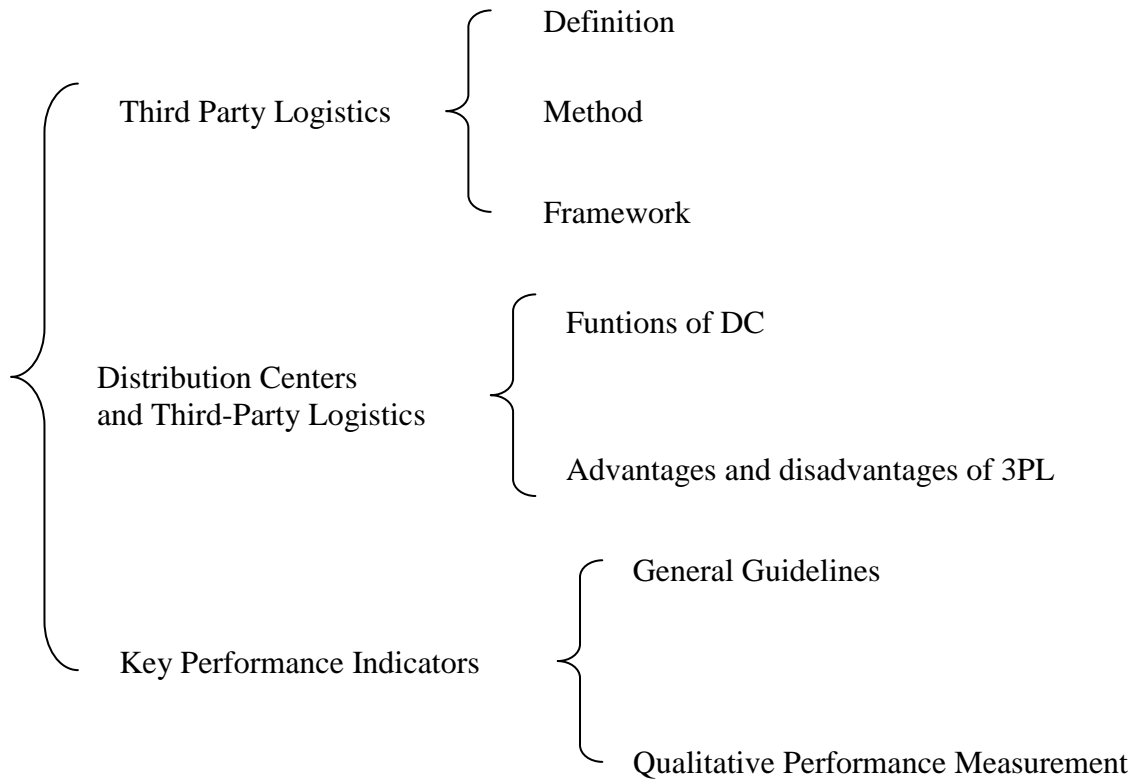 Third Party Logistics
Definition
Method
Framework
Distribution Centers
and Third-Party Logistics
Funtions of DC
Advantages and disadvantages of 3PL
Key Performance Indicators
General Guidelines
Qualitative Performance Measurement